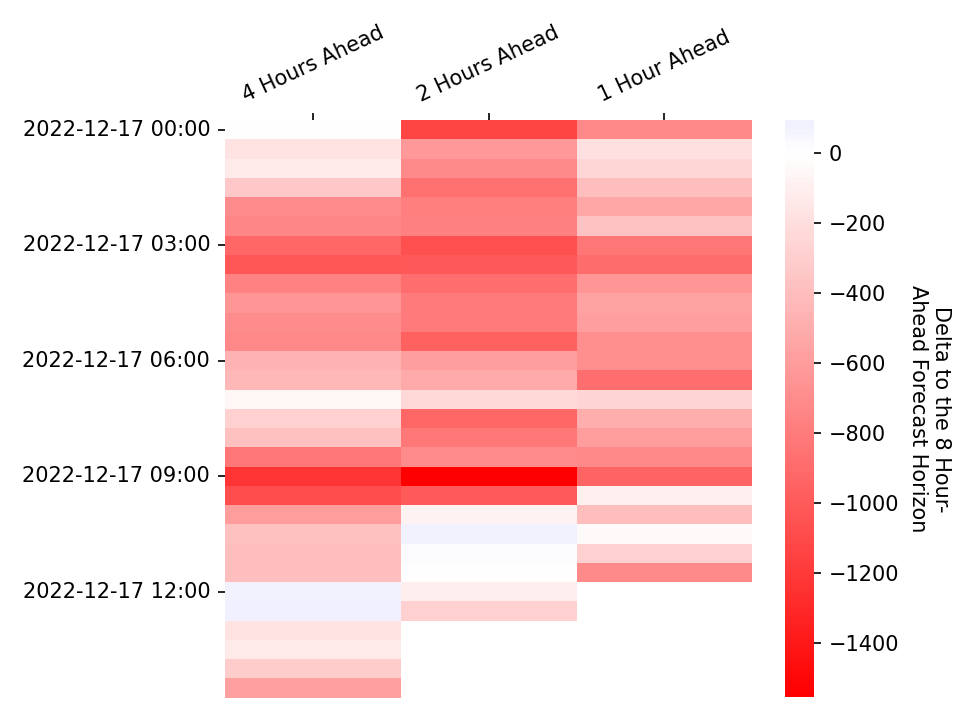 4 Hours Ahead
2 Hours Ahead
1 Hour Ahead
2022-12-17 00:00
2022-12-17 03:00
2022-12-17 06:00
2022-12-17 09:00
2022-12-17 12:00
0
−200
−400
−600
−800
−1000
−1200
−1400
Delta to the 8 Hour-
Ahead Forecast Horizon